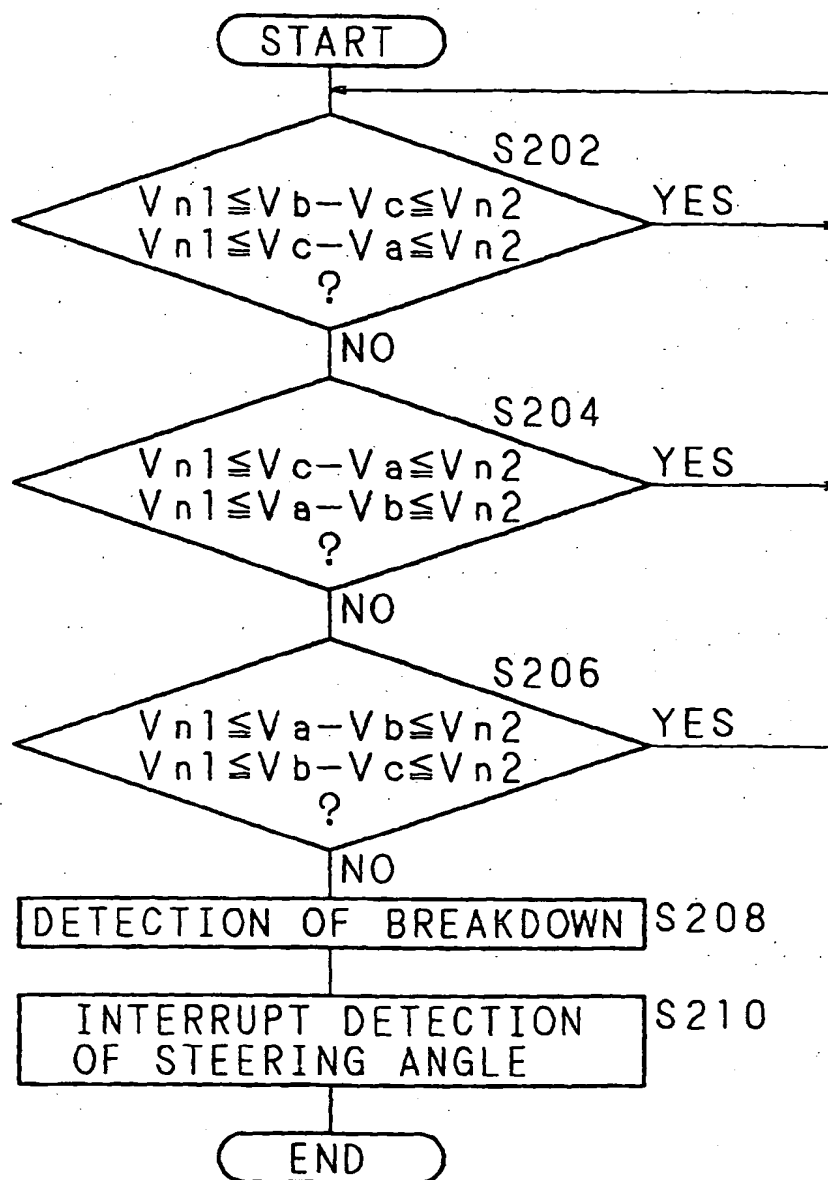 START
S202
Vn1≦Vb-Vc≦Vn2
Vn1≦Vc-Va≦Vn2
?
YES
NO
S204
Vn1≦Vc-Va≦Vn2
Vn1≦Va-Vb≦Vn2
?
YES
NO
S206
Vn1≦Va-Vb≦Vn2
Vn1≦Vb-Vc≦Vn2
?
YES
NO
DETECTION OF BREAKDOWN
S208
INTERRUPT DETECTION
OF STEERING ANGLE
S210
END